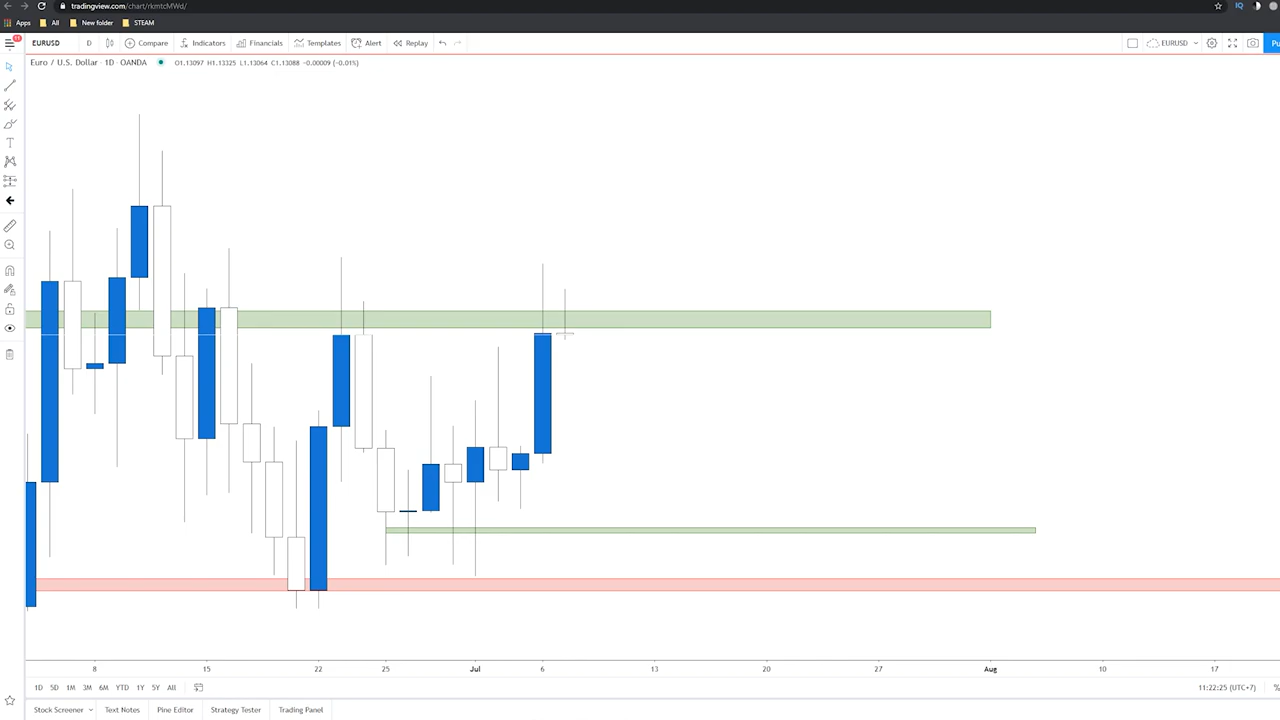 tradingview.com/chart/rkmtcMWd/
Apps All New folder STEAM
11 EURUSD D Compare Indicators Financials Templates Alert Replay EURUSD
Euro / U.S. Dollar · 1D · OANDA O1.13097 H1.13325 L1.13064 C1.13088 -0.00009 (-0.01%)
8 15 22 25 Jul 6 13 20 27 Aug 10 17
1D 5D 1M 3M 6M YTD 1Y 5Y All 11:22:25 (UTC+7) %
Stock Screener Text Notes Pine Editor Strategy Tester Trading Panel